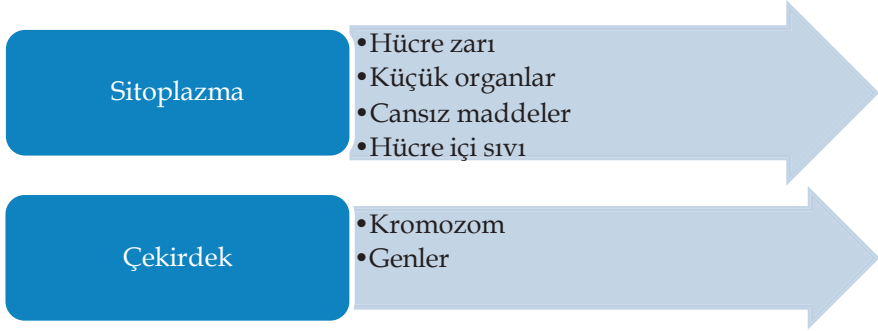 Sitoplazma
•Hücre zarı
•Küçük organlar
•Cansız maddeler
•Hücre içi sıvı
Çekirdek
•Kromozom
•Genler